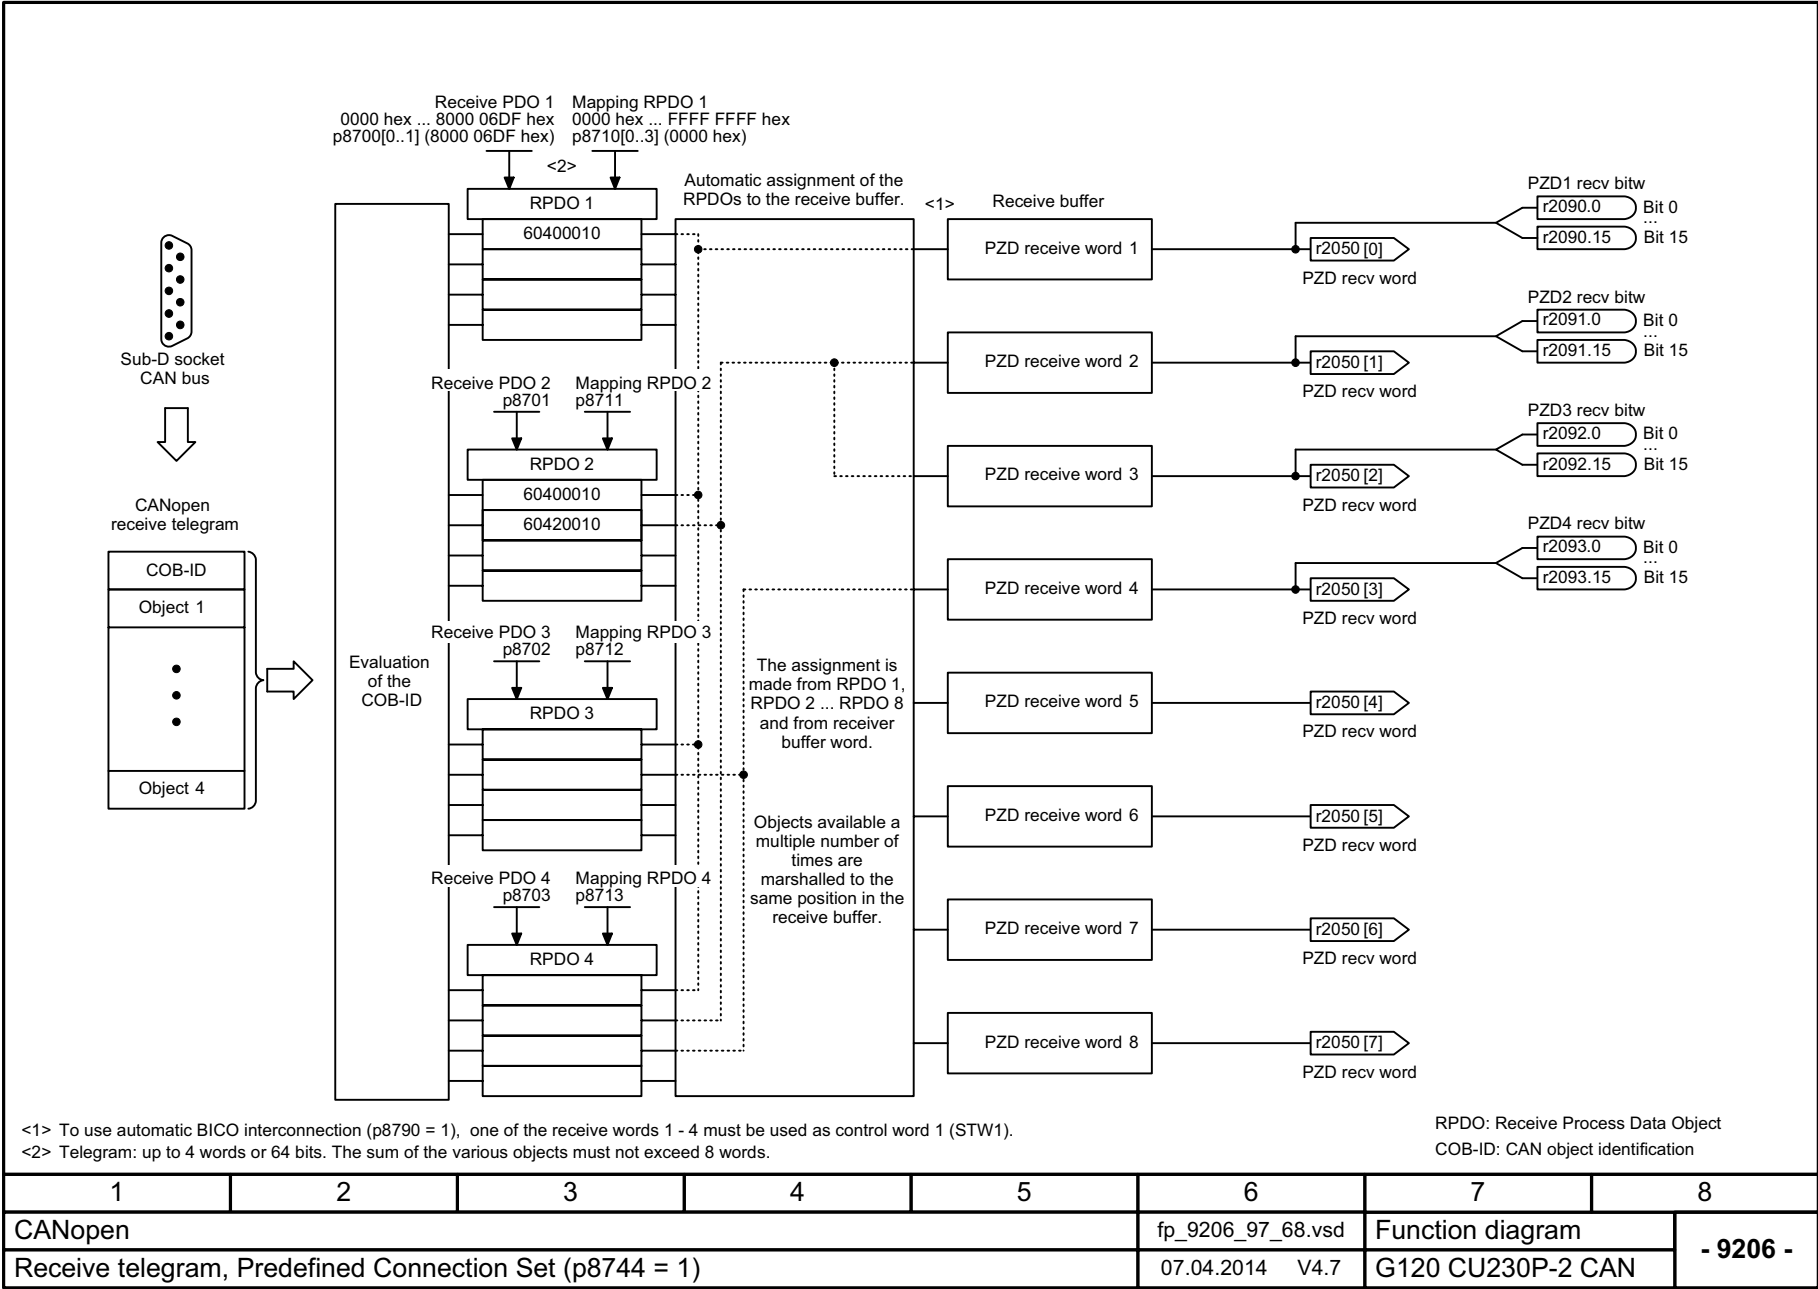 Receive PDO 1
0000 hex ... 8000 06DF hex
p8700[0..1] (8000 06DF hex)
Mapping RPDO 1
0000 hex ... FFFF FFFF hex
p8710[0..3] (0000 hex)
<2>
RPDO 1
60400010
Automatic assignment of the
RPDOs to the receive buffer.
<1>
Receive buffer
PZD receive word 1
r2050 [0]
PZD recv word
PZD1 recv bitw
r2090.0
Bit 0
...
r2090.15
Bit 15
Sub-D socket
CAN bus
CANopen
receive telegram
COB-ID
Object 1
Object 4
Evaluation
of the
COB-ID
Receive PDO 2
p8701
Mapping RPDO 2
p8711
RPDO 2
60400010
60420010
Receive PDO 3
p8702
Mapping RPDO 3
p8712
RPDO 3
Receive PDO 4
p8703
Mapping RPDO 4
p8713
RPDO 4
The assignment is
made from RPDO 1,
RPDO 2 ... RPDO 8
and from receiver
buffer word.
Objects available a
multiple number of
times are
marshalled to the
same position in the
receive buffer.
PZD receive word 2
r2050 [1]
PZD recv word
PZD2 recv bitw
r2091.0
Bit 0
...
r2091.15
Bit 15
PZD receive word 3
r2050 [2]
PZD recv word
PZD3 recv bitw
r2092.0
Bit 0
...
r2092.15
Bit 15
PZD receive word 4
r2050 [3]
PZD recv word
PZD4 recv bitw
r2093.0
Bit 0
...
r2093.15
Bit 15
PZD receive word 5
r2050 [4]
PZD recv word
PZD receive word 6
r2050 [5]
PZD recv word
PZD receive word 7
r2050 [6]
PZD recv word
PZD receive word 8
r2050 [7]
PZD recv word
<1> To use automatic BICO interconnection (p8790 = 1), one of the receive words 1 - 4 must be used as control word 1 (STW1).
<2> Telegram: up to 4 words or 64 bits. The sum of the various objects must not exceed 8 words.
RPDO: Receive Process Data Object
COB-ID: CAN object identification
1 2 3 4 5 6 7 8
CANopen
fp_9206_97_68.vsd
Function diagram
- 9206 -
Receive telegram, Predefined Connection Set (p8744 = 1)
07.04.2014 V4.7
G120 CU230P-2 CAN